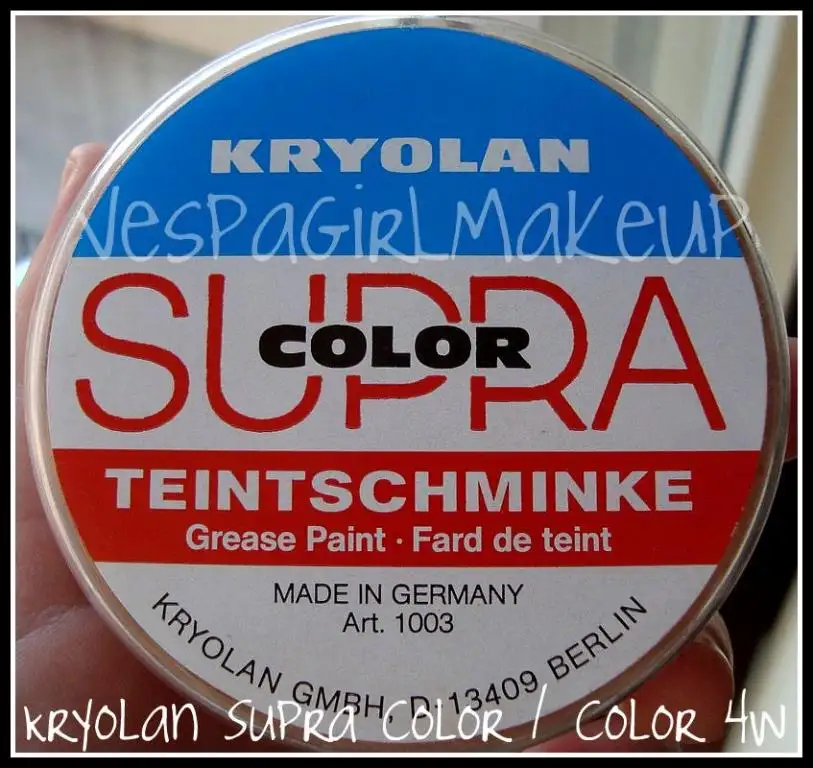 KRYOLAN
VESPAGIRLMAKEUP
SUPRA
COLOR
TEINTSCHMINKE
Grease Paint · Fard de teint
MADE IN GERMANY
Art. 1003
KRYOLAN GMBH, D-13409 BERLIN
KRYOLAN SUPRA COLOR / COLOR 4W